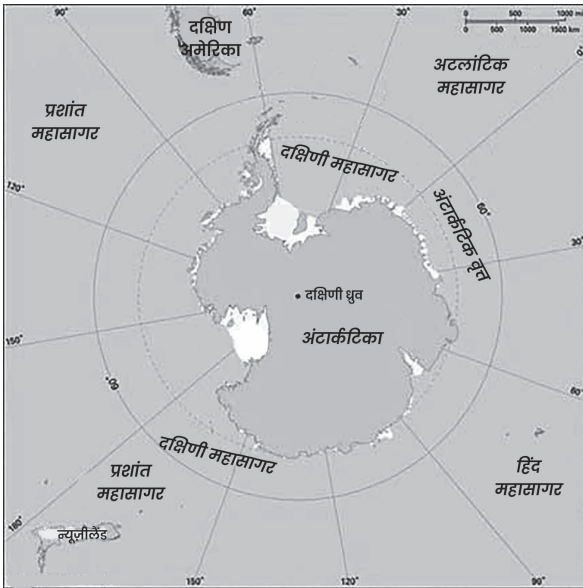 90°
60°
30°
0 500 1000 mi
0 500 1000 1500 km
दक्षिण
अमेरिका
अटलांटिक
महासागर
प्रशांत
महासागर
दक्षिणी महासागर
120°
60°
अंटार्कटिक वृत्त
30°
दक्षिणी ध्रुव
अंटार्कटिका
150°
60°
60°
दक्षिणी महासागर
प्रशांत
महासागर
हिंद
महासागर
180°
न्यूज़ीलैंड
150°
120°
90°